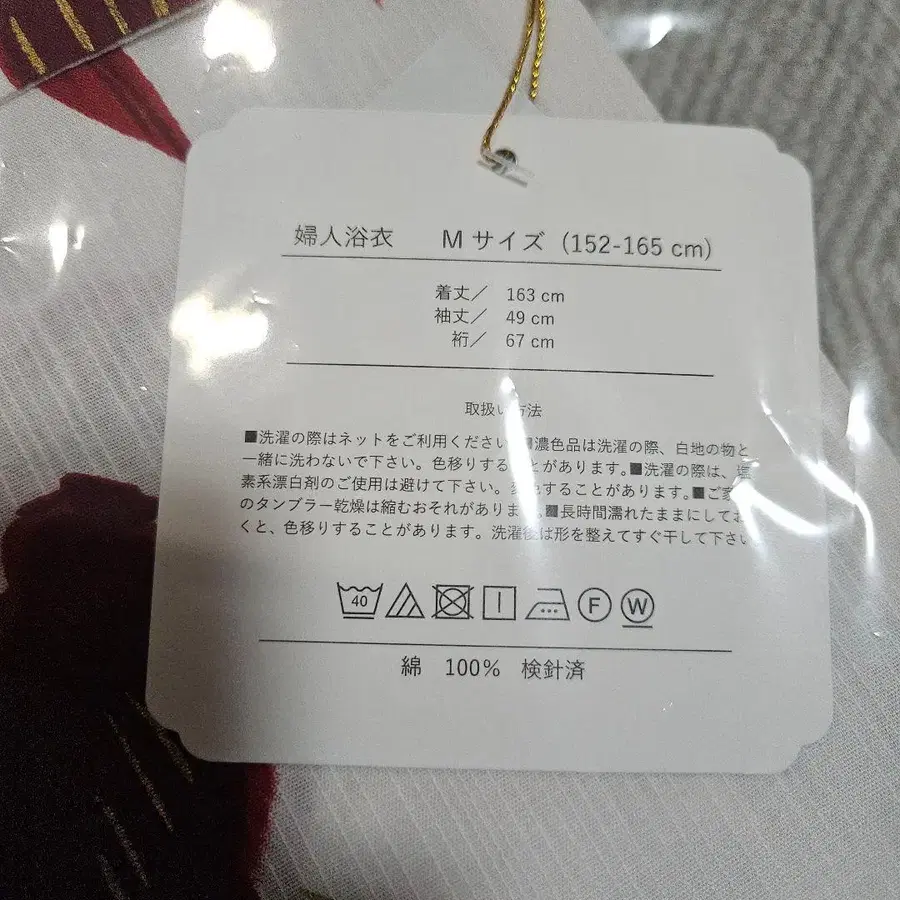 婦人浴衣 Mサイズ (152-165 cm)
着丈／ 163 cm
袖丈／ 49 cm
裄／ 67 cm
取扱い方法
■洗濯の際はネットをご利用ください ■濃色品は洗濯の際、白地の物と
一緒に洗わないで下さい。色移りすることがあります。■洗濯の際は、塩
素系漂白剤のご使用は避けて下さい。変色することがあります。■ご家
のタンブラー乾燥は縮むおそれがありま ■長時間濡れたままにしてお
くと、色移りすることがあります。洗濯後は形を整えてすぐ干して下さい
40 F W
綿 100% 検針済